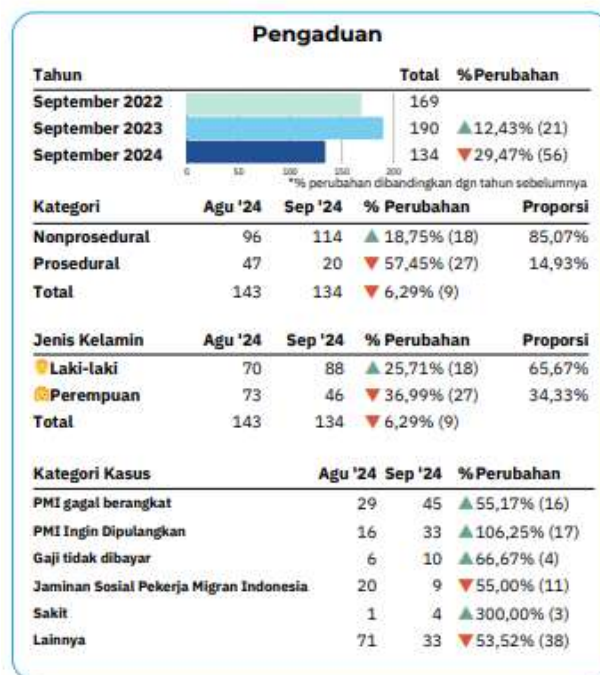 Pengaduan
Tahun Total %Perubahan
September 2022 169
September 2023 190 ▲12,43% (21)
September 2024 134 ▼29,47% (56)
0 50 100 150 200
*% perubahan dibandingkan dgn tahun sebelumnya
Kategori Agu '24 Sep '24 % Perubahan Proporsi
Nonprosedural 96 114 ▲ 18,75% (18) 85,07%
Prosedural 47 20 ▼ 57,45% (27) 14,93%
Total 143 134 ▼ 6,29% (9)
Jenis Kelamin Agu '24 Sep '24 % Perubahan Proporsi
Laki-laki 70 88 ▲ 25,71% (18) 65,67%
Perempuan 73 46 ▼ 36,99% (27) 34,33%
Total 143 134 ▼ 6,29% (9)
Kategori Kasus Agu '24 Sep '24 %Perubahan
PMI gagal berangkat 29 45 ▲55,17% (16)
PMI Ingin Dipulangkan 16 33 ▲106,25% (17)
Gaji tidak dibayar 6 10 ▲66,67% (4)
Jaminan Sosial Pekerja Migran Indonesia 20 9 ▼55,00% (11)
Sakit 1 4 ▲300,00% (3)
Lainnya 71 33 ▼53,52% (38)